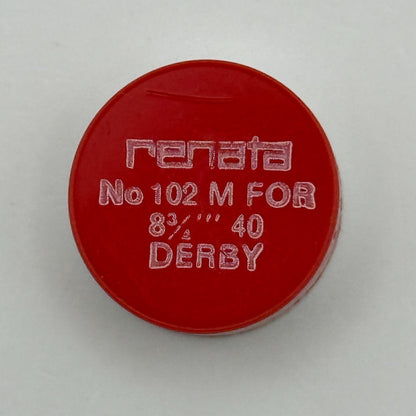 renata
No 102 M FOR
8¾''' 40
DERBY